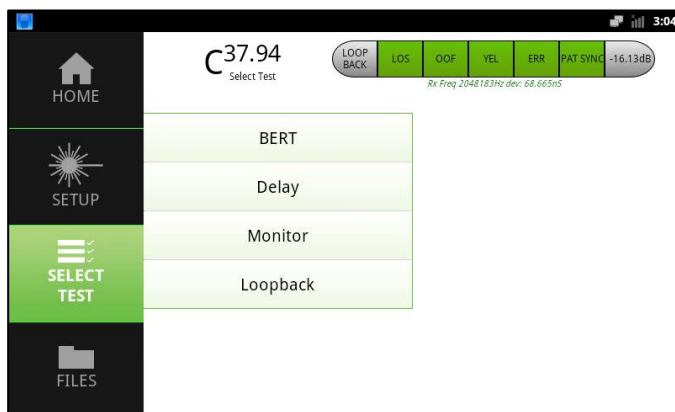 3:04
HOME
SETUP
SELECT
TEST
FILES
C37.94
Select Test
LOOP
BACK
LOS
OOF
YEL
ERR
PAT SYNC
-16.13dB
Rx Freq 2048183Hz dev: 68.665nS
BERT
Delay
Monitor
Loopback